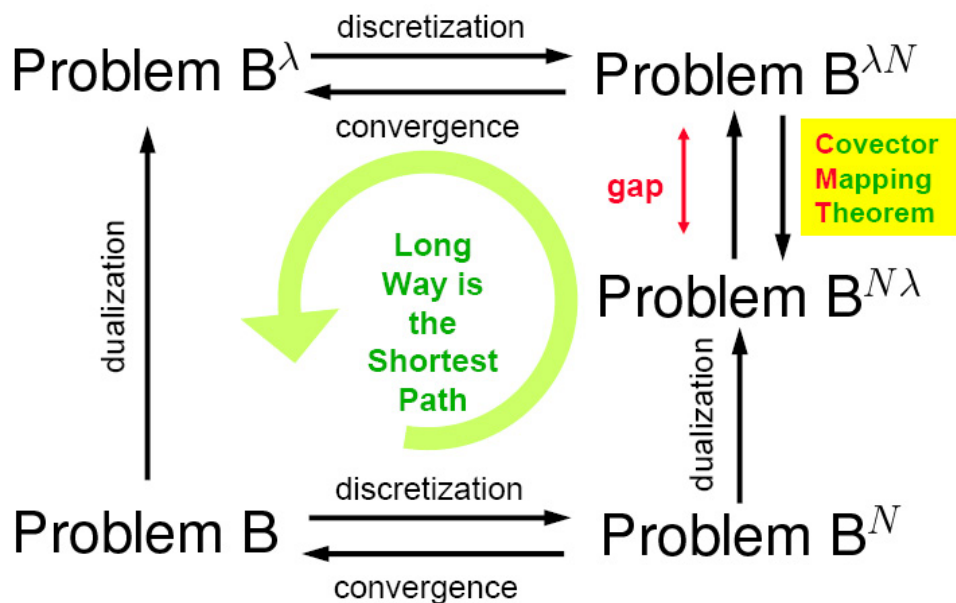 discretization
Problem B^λ
Problem B^{λN}
convergence
gap
Covector
Mapping
Theorem
dualization
Long
Way is
the
Shortest
Path
Problem B^{Nλ}
dualization
discretization
Problem B
Problem B^N
convergence